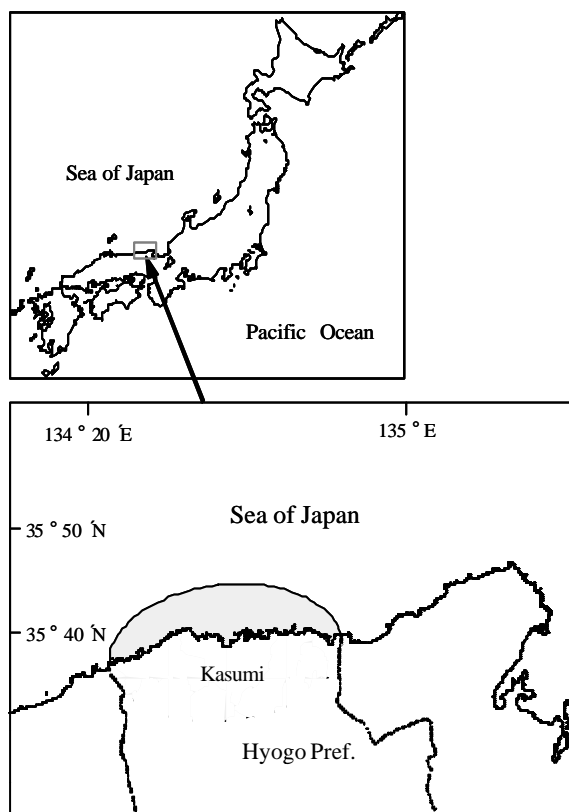 Sea of Japan
Pacific Ocean
134° 20´E
135° E
35° 50´N
Sea of Japan
35° 40´N
Kasumi
Hyogo Pref.